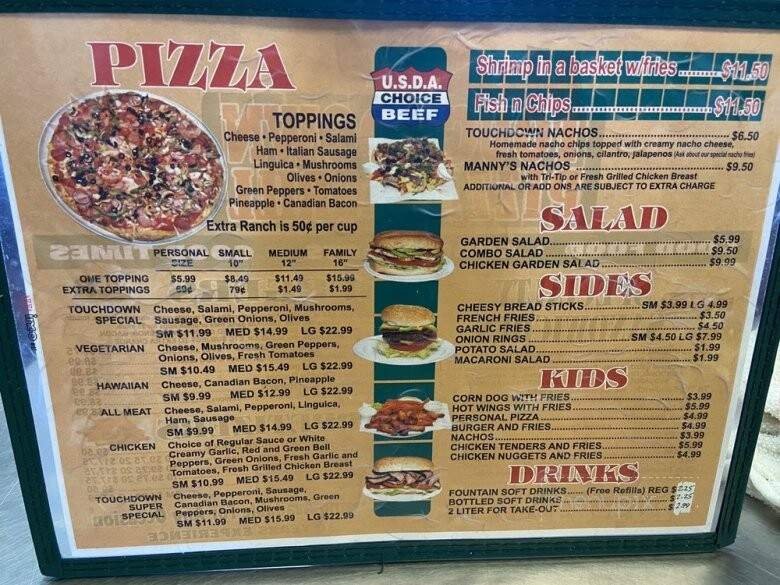 PIZZA
TOPPINGS
Cheese • Pepperoni • Salami
Ham • Italian Sausage
Linguica • Mushrooms
Olives • Onions
Green Peppers • Tomatoes
Pineapple • Canadian Bacon
Extra Ranch is 50¢ per cup
PERSONAL SMALL MEDIUM FAMILY
SIZE 10" 12" 16"
ONE TOPPING $5.99 $8.49 $11.49 $15.99
EXTRA TOPPINGS 59¢ 79¢ $1.49 $1.99
TOUCHDOWN SPECIAL Cheese, Salami, Pepperoni, Mushrooms,
Sausage, Green Onions, Olives
SM $11.99 MED $14.99 LG $22.99
VEGETARIAN Cheese, Mushrooms, Green Peppers,
Onions, Olives, Fresh Tomatoes
SM $10.49 MED $15.49 LG $22.99
HAWAIIAN Cheese, Canadian Bacon, Pineapple
SM $9.99 MED $12.99 LG $22.99
ALL MEAT Cheese, Salami, Pepperoni, Linguica,
Ham, Sausage
SM $9.99 MED $14.99 LG $22.99
CHICKEN Choice of Regular Sauce or White
Creamy Garlic, Red and Green Bell
Peppers, Green Onions, Fresh Garlic and
Tomatoes, Fresh Grilled Chicken Breast
SM $10.99 MED $15.49 LG $22.99
TOUCHDOWN SUPER SPECIAL Cheese, Pepperoni, Sausage,
Canadian Bacon, Mushrooms, Green
Peppers, Onions, Olives
SM $11.99 MED $15.99 LG $22.99
U.S.D.A.
CHOICE
BEEF
Shrimp in a basket w/fries......... $11.50
Fish n Chips......................... $11.50
TOUCHDOWN NACHOS................ $6.50
Homemade nacho chips topped with creamy nacho cheese,
fresh tomatoes, onions, cilantro, jalapenos (Ask about our special nacho fries)
MANNY'S NACHOS ................ $9.50
with Tri-Tip or Fresh Grilled Chicken Breast
ADDITIONAL OR ADD ONS ARE SUBJECT TO EXTRA CHARGE
SALAD
GARDEN SALAD................ $5.99
COMBO SALAD ................ $9.50
CHICKEN GARDEN SALAD................ $9.99
SIDES
CHEESY BREAD STICKS................ SM $3.99 LG 4.99
FRENCH FRIES................ $3.50
GARLIC FRIES................ $4.50
ONION RINGS ................ SM $4.50 LG $7.99
POTATO SALAD................ $1.99
MACARONI SALAD................ $1.99
KIDS
CORN DOG WITH FRIES................ $3.99
HOT WINGS WITH FRIES................ $5.99
PERSONAL PIZZA................ $4.99
BURGER AND FRIES................ $4.99
NACHOS................ $3.99
CHICKEN TENDERS AND FRIES................ $5.99
CHICKEN NUGGETS AND FRIES................ $4.99
DRINKS
FOUNTAIN SOFT DRINKS...... (Free Refills) REG $2.25
BOTTLED SOFT DRINKS................ $2.25
2 LITER FOR TAKE-OUT................ $2.99